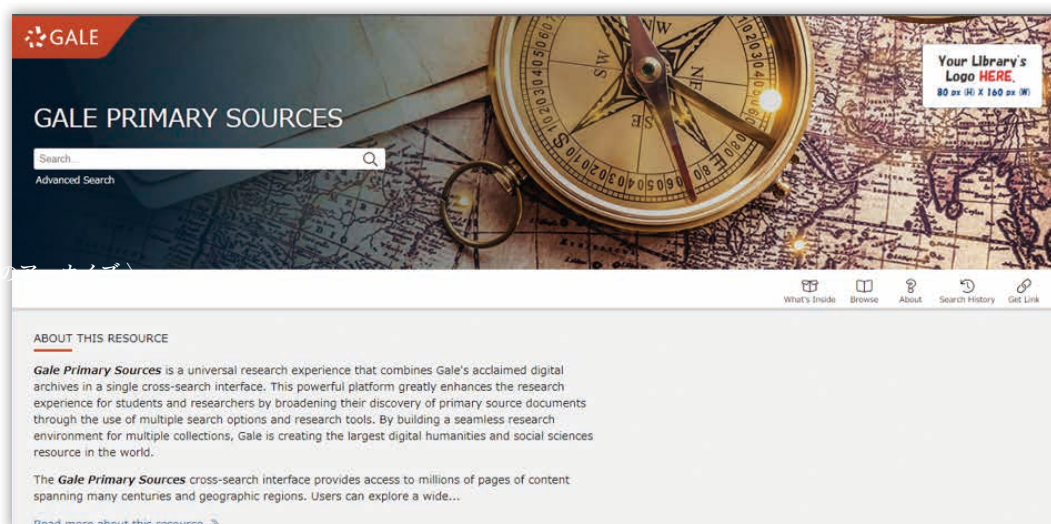 GALE
Your Library's
Logo HERE.
80 px (H) X 160 px (W)
GALE PRIMARY SOURCES
Search...
Advanced Search
What's Inside Browse About Search History Get Link
ABOUT THIS RESOURCE
Gale Primary Sources is a universal research experience that combines Gale's acclaimed digital
archives in a single cross-search interface. This powerful platform greatly enhances the research
experience for students and researchers by broadening their discovery of primary source documents
through the use of multiple search options and research tools. By building a seamless research
environment for multiple collections, Gale is creating the largest digital humanities and social sciences
resource in the world.
The Gale Primary Sources cross-search interface provides access to millions of pages of content
spanning many centuries and geographic regions. Users can explore a wide...
Read more about this resource